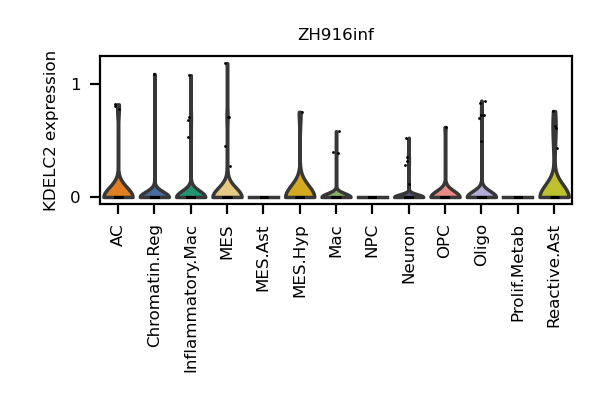 ZH916inf
KDELC2 expression
1
0
AC
Chromatin.Reg
Inflammatory.Mac
MES
MES.Ast
MES.Hyp
Mac
NPC
Neuron
OPC
Oligo
Prolif.Metab
Reactive.Ast